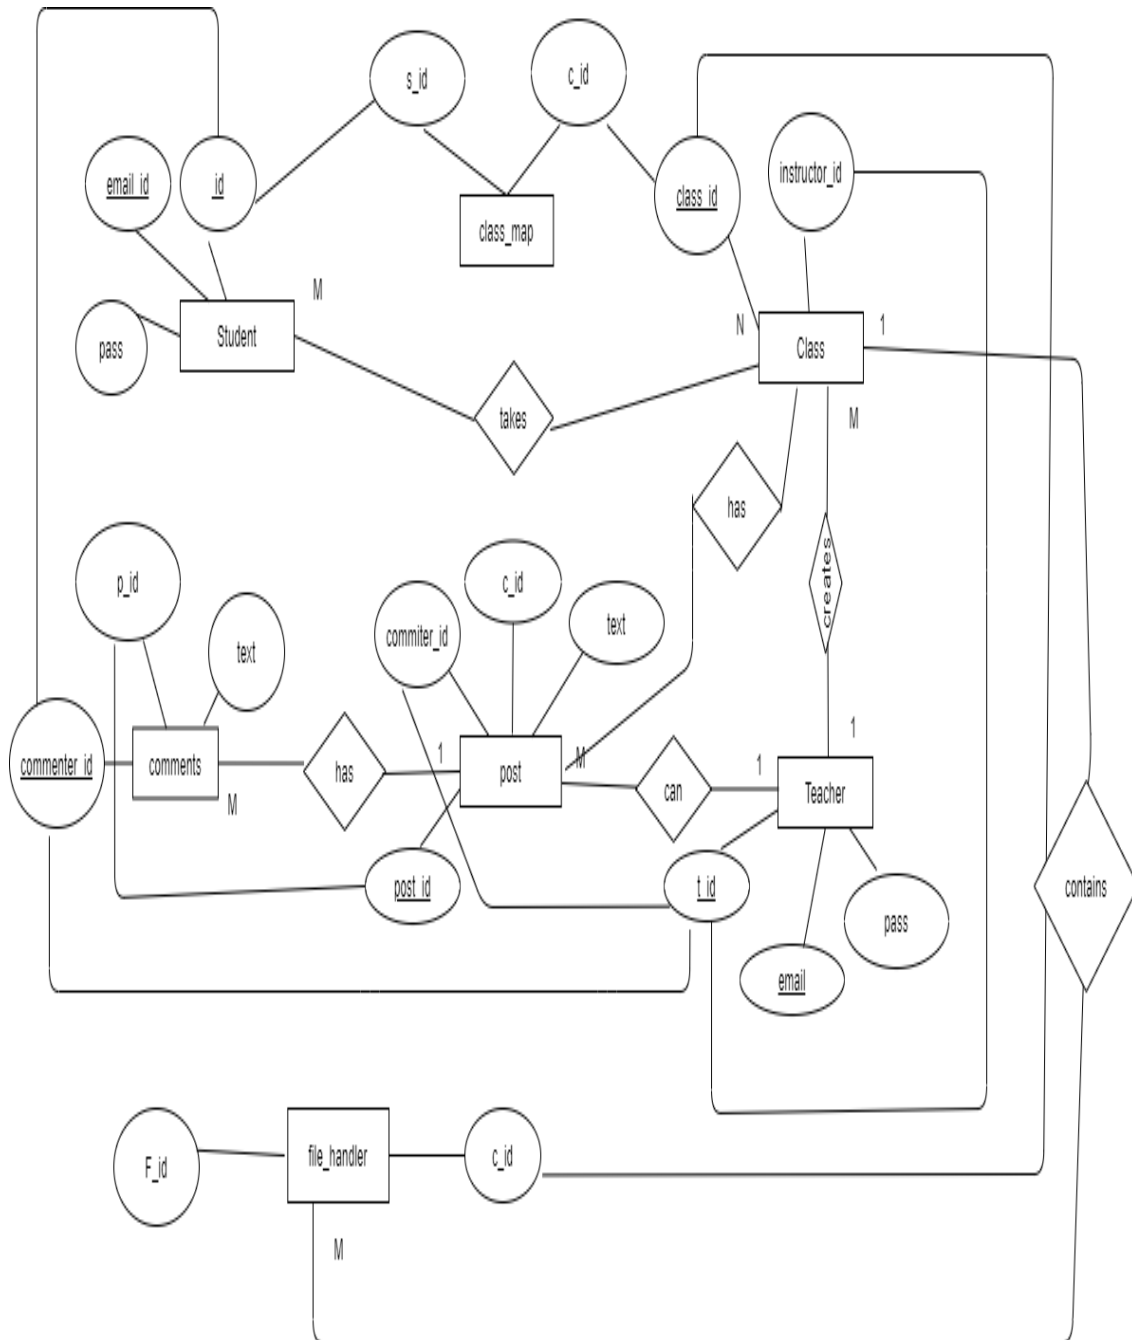 s_id
c_id
email_id
id
class_id
instructor_id
class_map
M
N
1
pass
Student
Class
takes
M
has
p_id
c_id
creates
text
commiter_id
text
1
commenter_id
comments
has
1
post
M
can
1
Teacher
M
post_id
t_id
contains
pass
email
F_id
file_handler
c_id
M